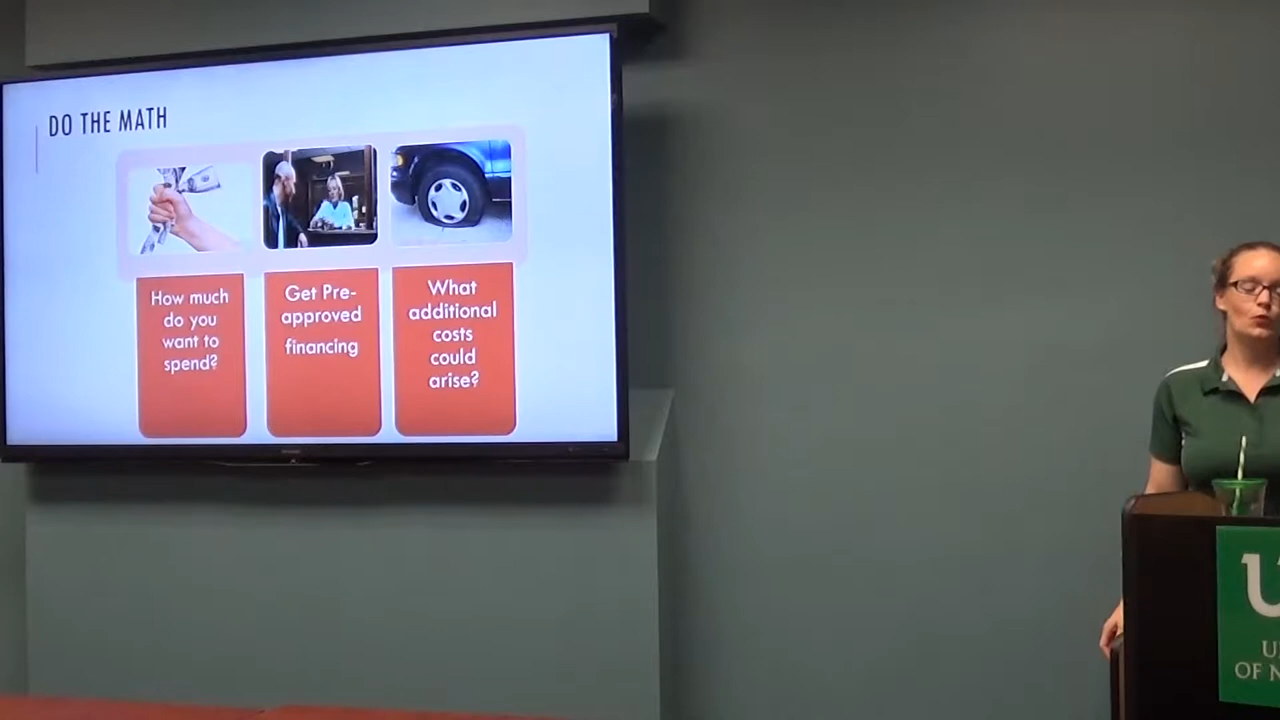 DO THE MATH
How much
do you
want to
spend?
Get Pre-
approved
financing
What
additional
costs
could
arise?
OF N